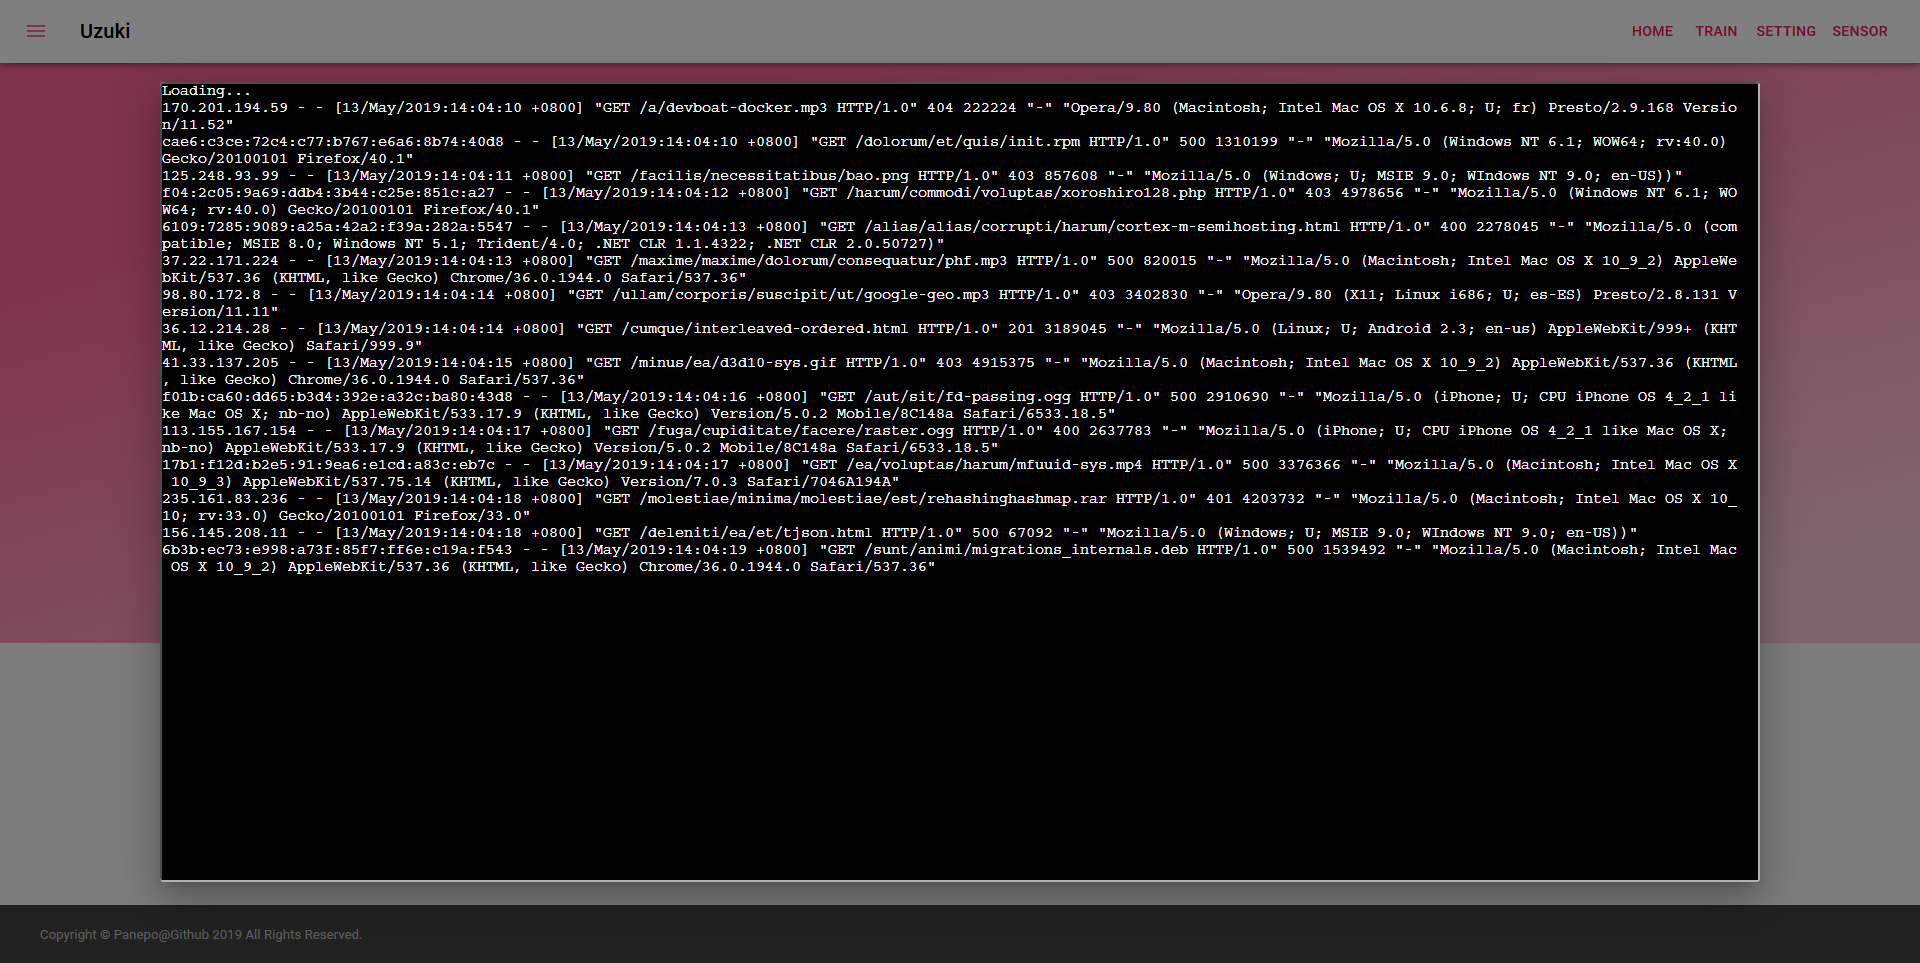 Uzuki
HOME TRAIN SETTING SENSOR
Loading...
170.201.194.59 - - [13/May/2019:14:04:10 +0800] "GET /a/devboat-docker.mp3 HTTP/1.0" 404 222224 "-" "Opera/9.80 (Macintosh; Intel Mac OS X 10.6.8; U; fr) Presto/2.9.168 Versio
n/11.52"
cae6:c3ce:72c4:c77:b767:e6a6:8b74:40d8 - - [13/May/2019:14:04:10 +0800] "GET /dolorum/et/quis/init.rpm HTTP/1.0" 500 1310199 "-" "Mozilla/5.0 (Windows NT 6.1; WOW64; rv:40.0)
Gecko/20100101 Firefox/40.1"
125.248.93.99 - - [13/May/2019:14:04:11 +0800] "GET /facilis/necessitatibus/bao.png HTTP/1.0" 403 857608 "-" "Mozilla/5.0 (Windows; U; MSIE 9.0; WIndows NT 9.0; en-US))"
f04:2c05:9a69:ddb4:3b44:c25e:851c:a27 - - [13/May/2019:14:04:12 +0800] "GET /harum/commodi/voluptas/xoroshiro128.php HTTP/1.0" 403 4978656 "-" "Mozilla/5.0 (Windows NT 6.1; WO
W64; rv:40.0) Gecko/20100101 Firefox/40.1"
6109:7285:9089:a25a:42a2:f39a:282a:5547 - - [13/May/2019:14:04:13 +0800] "GET /alias/alias/corrupti/harum/cortex-m-semihosting.html HTTP/1.0" 400 2278045 "-" "Mozilla/5.0 (com
patible; MSIE 8.0; Windows NT 5.1; Trident/4.0; .NET CLR 1.1.4322; .NET CLR 2.0.50727)"
37.22.171.224 - - [13/May/2019:14:04:13 +0800] "GET /maxime/maxime/dolorum/consequatur/phf.mp3 HTTP/1.0" 500 820015 "-" "Mozilla/5.0 (Macintosh; Intel Mac OS X 10_9_2) AppleWe
bKit/537.36 (KHTML, like Gecko) Chrome/36.0.1944.0 Safari/537.36"
98.80.172.8 - - [13/May/2019:14:04:14 +0800] "GET /ullam/corporis/suscipit/ut/google-geo.mp3 HTTP/1.0" 403 3402830 "-" "Opera/9.80 (X11; Linux i686; U; es-ES) Presto/2.8.131 V
ersion/11.11"
36.12.214.28 - - [13/May/2019:14:04:14 +0800] "GET /cumque/interleaved-ordered.html HTTP/1.0" 201 3189045 "-" "Mozilla/5.0 (Linux; U; Android 2.3; en-us) AppleWebKit/999+ (KHT
ML, like Gecko) Safari/999.9"
41.33.137.205 - - [13/May/2019:14:04:15 +0800] "GET /minus/ea/d3d10-sys.gif HTTP/1.0" 403 4915375 "-" "Mozilla/5.0 (Macintosh; Intel Mac OS X 10_9_2) AppleWebKit/537.36 (KHTML
, like Gecko) Chrome/36.0.1944.0 Safari/537.36"
f01b:ca60:dd65:b3d4:392e:a32c:ba80:43d8 - - [13/May/2019:14:04:16 +0800] "GET /aut/sit/fd-passing.ogg HTTP/1.0" 500 2910690 "-" "Mozilla/5.0 (iPhone; U; CPU iPhone OS 4_2_1 li
ke Mac OS X; nb-no) AppleWebKit/533.17.9 (KHTML, like Gecko) Version/5.0.2 Mobile/8C148a Safari/6533.18.5"
113.155.167.154 - - [13/May/2019:14:04:17 +0800] "GET /fuga/cupiditate/facere/raster.ogg HTTP/1.0" 400 2637783 "-" "Mozilla/5.0 (iPhone; U; CPU iPhone OS 4_2_1 like Mac OS X;
nb-no) AppleWebKit/533.17.9 (KHTML, like Gecko) Version/5.0.2 Mobile/8C148a Safari/6533.18.5"
17b1:f12d:b2e5:91:9ea6:e1cd:a83c:eb7c - - [13/May/2019:14:04:17 +0800] "GET /ea/voluptas/harum/mfuuid-sys.mp4 HTTP/1.0" 500 3376366 "-" "Mozilla/5.0 (Macintosh; Intel Mac OS X
 10_9_3) AppleWebKit/537.75.14 (KHTML, like Gecko) Version/7.0.3 Safari/7046A194A"
235.161.83.236 - - [13/May/2019:14:04:18 +0800] "GET /molestiae/minima/molestiae/est/rehashinghashmap.rar HTTP/1.0" 401 4203732 "-" "Mozilla/5.0 (Macintosh; Intel Mac OS X 10_
10; rv:33.0) Gecko/20100101 Firefox/33.0"
156.145.208.11 - - [13/May/2019:14:04:18 +0800] "GET /deleniti/ea/et/tjson.html HTTP/1.0" 500 67092 "-" "Mozilla/5.0 (Windows; U; MSIE 9.0; WIndows NT 9.0; en-US))"
6b3b:ec73:e998:a73f:85f7:ff6e:c19a:f543 - - [13/May/2019:14:04:19 +0800] "GET /sunt/animi/migrations_internals.deb HTTP/1.0" 500 1539492 "-" "Mozilla/5.0 (Macintosh; Intel Mac
 OS X 10_9_2) AppleWebKit/537.36 (KHTML, like Gecko) Chrome/36.0.1944.0 Safari/537.36"
Copyright © Panepo@Github 2019 All Rights Reserved.